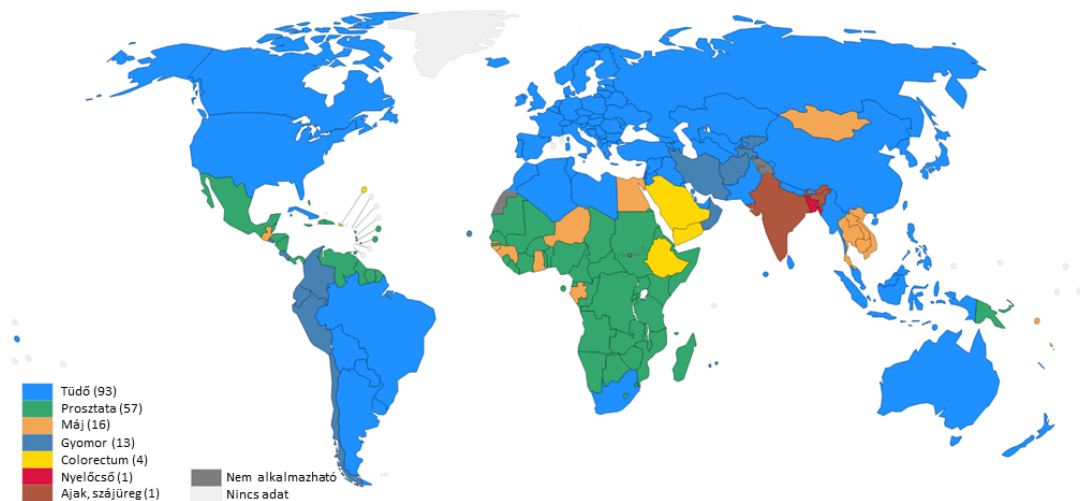 Tüdő (93)
Prosztata (57)
Máj (16)
Gyomor (13)
Colorectum (4)
Nyelőcső (1)
Ajak, szájüreg (1)
Nem alkalmazható
Nincs adat